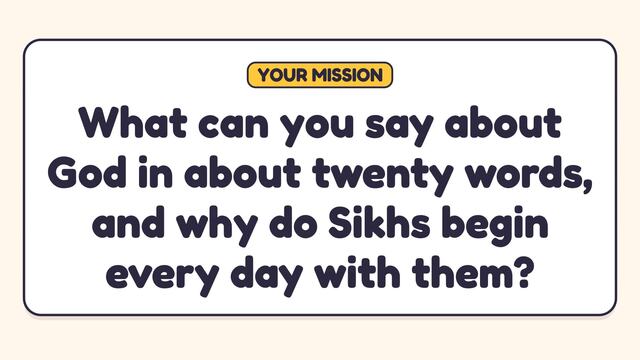 YOUR MISSION
What can you say about
God in about twenty words,
and why do Sikhs begin
every day with them?